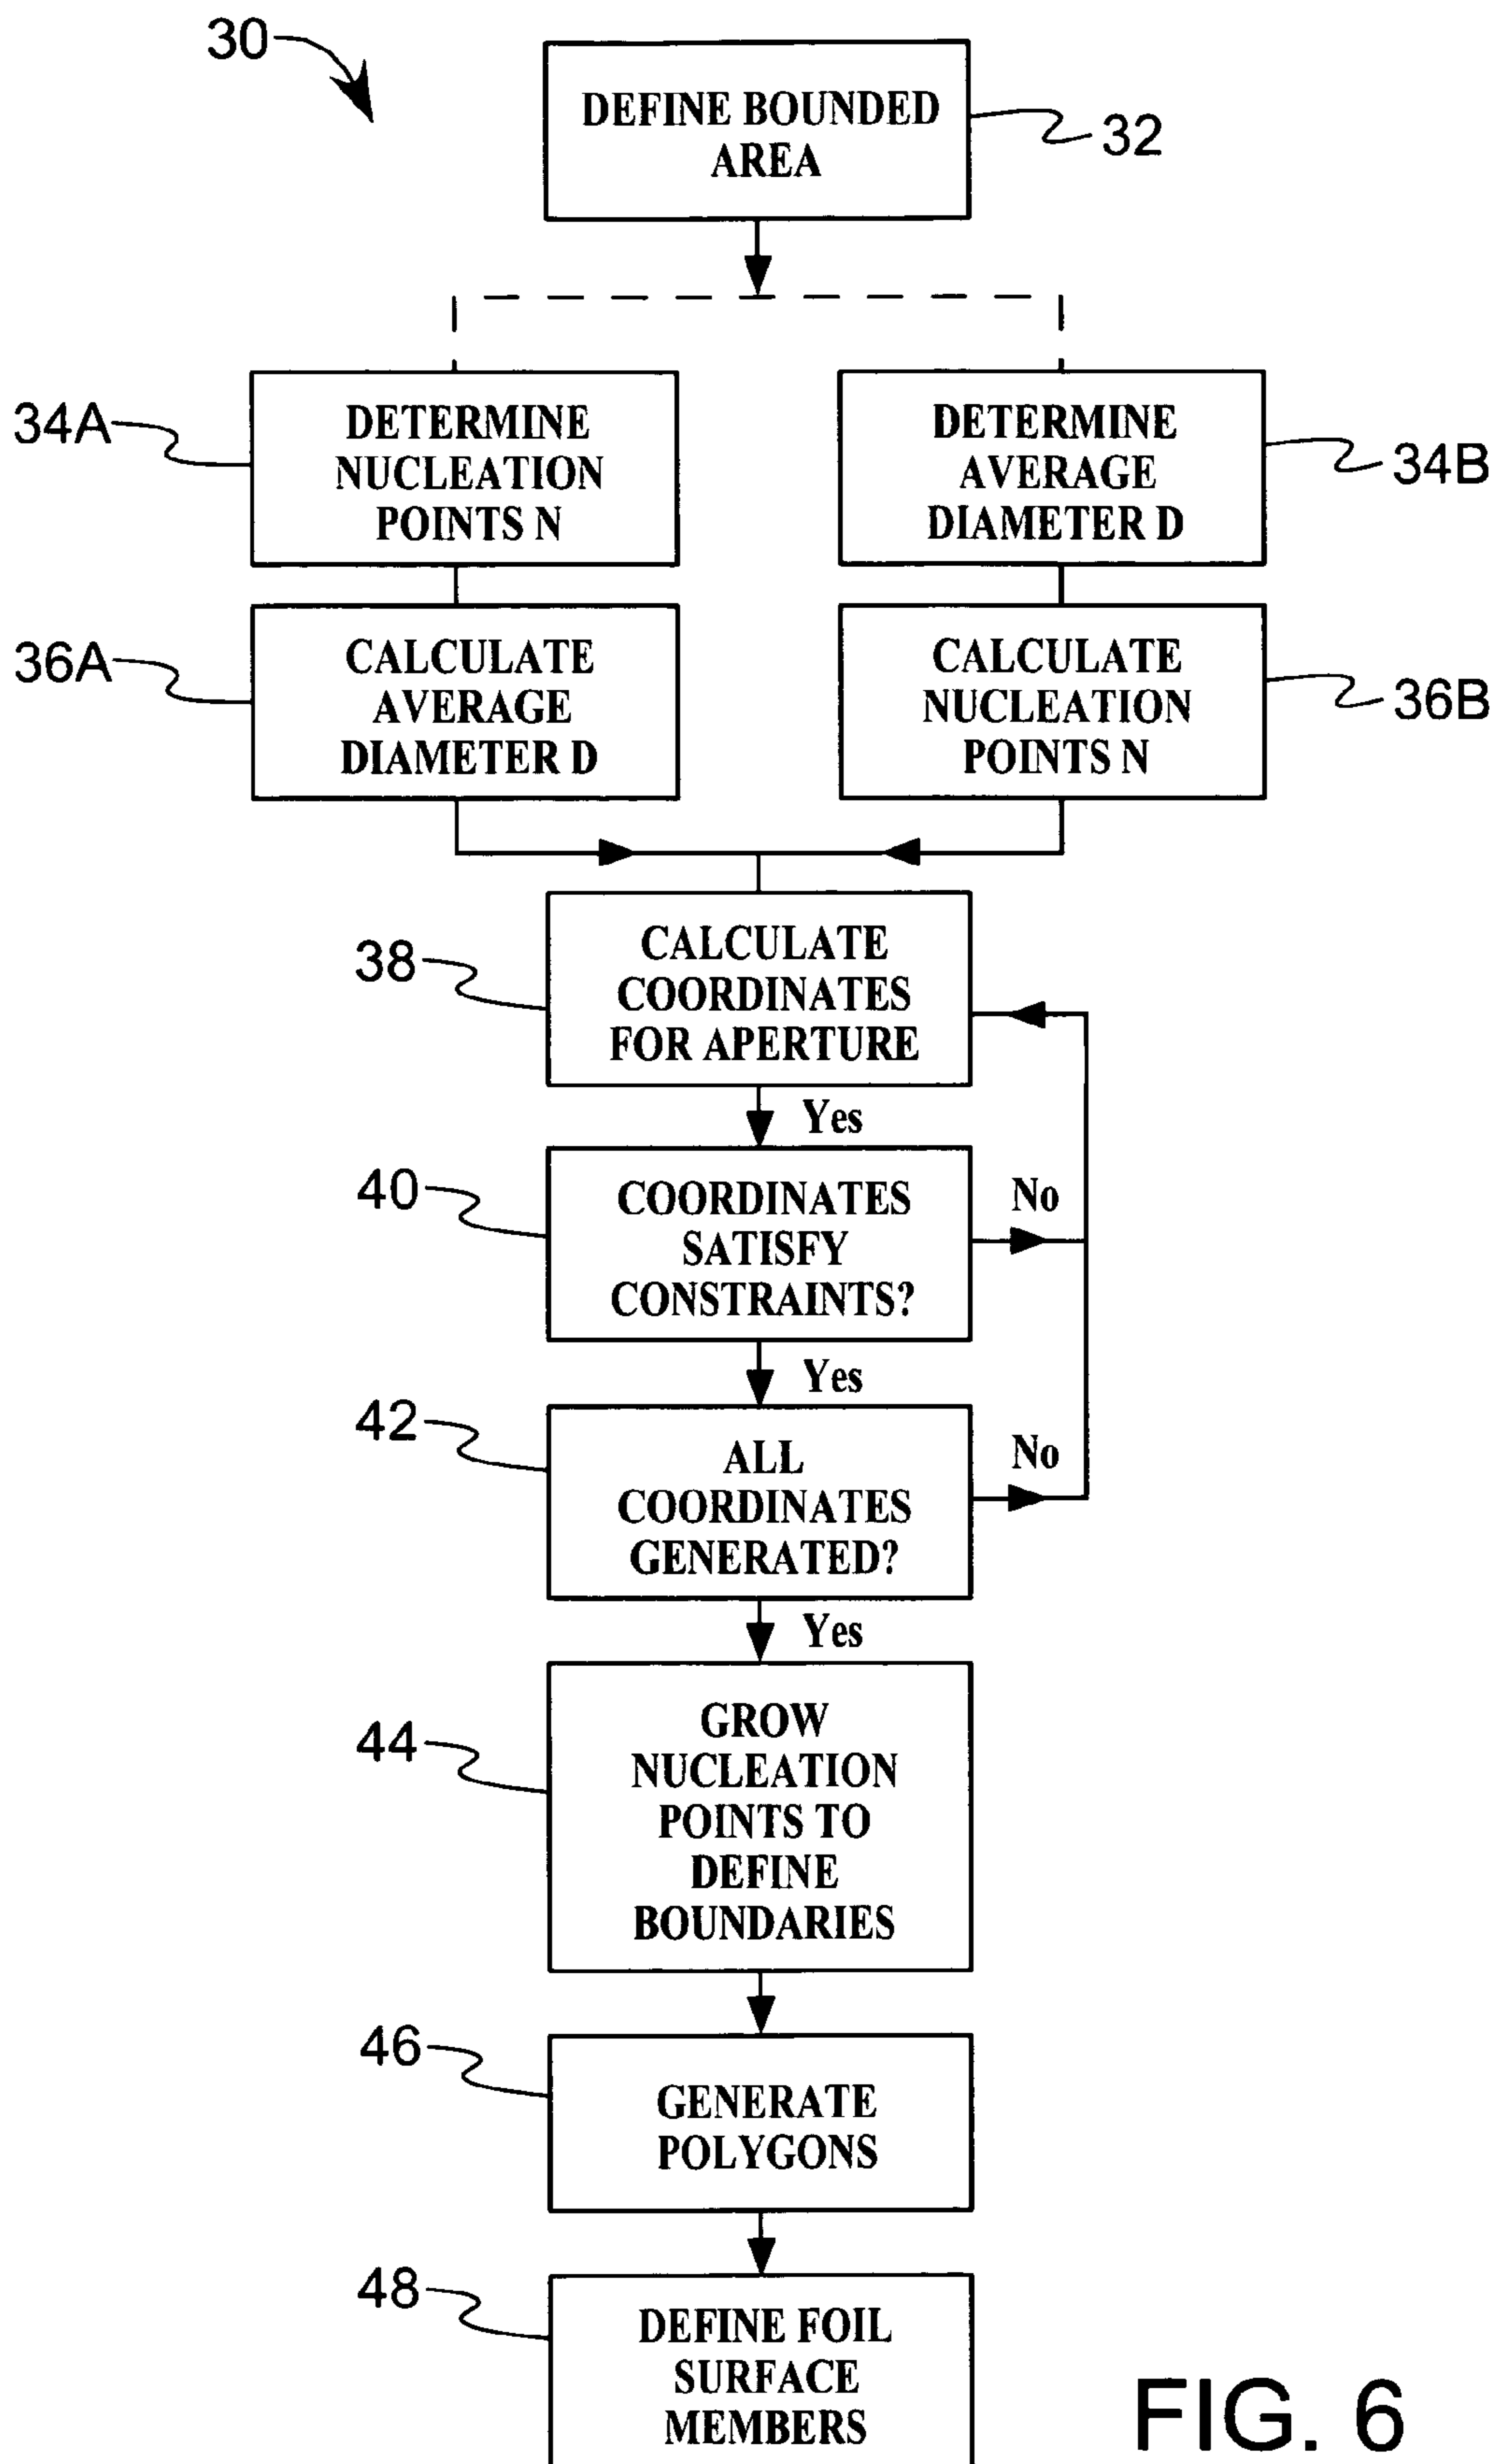 30
DEFINE BOUNDED
AREA
32
34A
DETERMINE
NUCLEATION
POINTS N
DETERMINE
AVERAGE
DIAMETER D
34B
36A
CALCULATE
AVERAGE
DIAMETER D
CALCULATE
NUCLEATION
POINTS N
36B
38
CALCULATE
COORDINATES
FOR APERTURE
Yes
40
COORDINATES
SATISFY
CONSTRAINTS?
No
Yes
42
ALL
COORDINATES
GENERATED?
No
Yes
44
GROW
NUCLEATION
POINTS TO
DEFINE
BOUNDARIES
46
GENERATE
POLYGONS
48
DEFINE FOIL
SURFACE
MEMBERS
FIG. 6